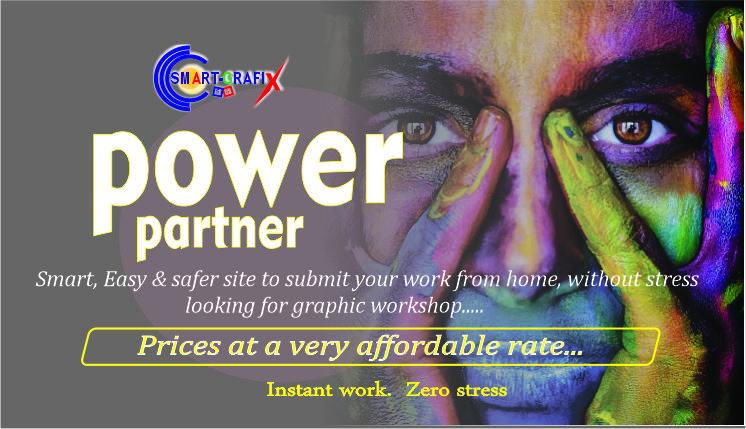 SMART-GRAFIX
power
partner
Smart, Easy & safer site to submit your work from home, without stress
looking for graphic workshop.....
Prices at a very affordable rate...
Instant work. Zero stress